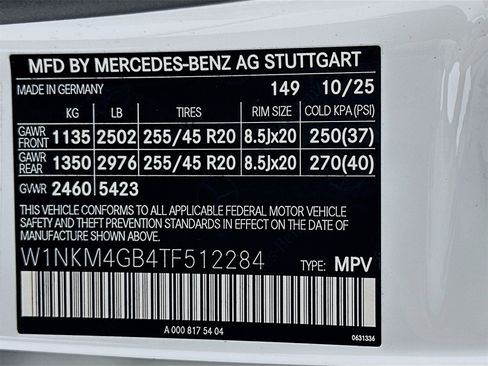 MFD BY MERCEDES-BENZ AG STUTTGART
MADE IN GERMANY 149 10/25
KG LB TIRES RIM SIZE COLD KPA(PSI)
GAWR FRONT 1135 2502 255/45 R20 8.5Jx20 250(37)
GAWR REAR 1350 2976 255/45 R20 8.5Jx20 270(40)
GVWR 2460 5423
THIS VEHICLE CONFORMS TO ALL APPLICABLE FEDERAL MOTOR VEHICLE
SAFETY AND THEFT PREVENTION STANDARDS IN EFFECT ON THE DATE
OF MANUFACTURE SHOWN ABOVE.
W1NKM4GB4TF512284 TYPE: MPV
A 000 817 54 04
0631336